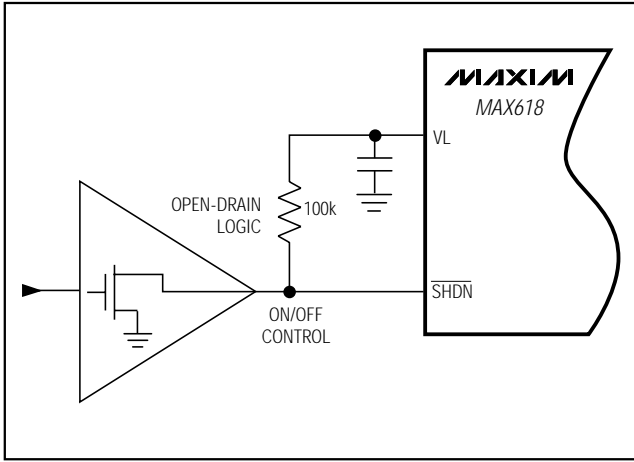 MAXIM
MAX618
VL
OPEN-DRAIN
LOGIC
100k
SHDN
ON/OFF
CONTROL